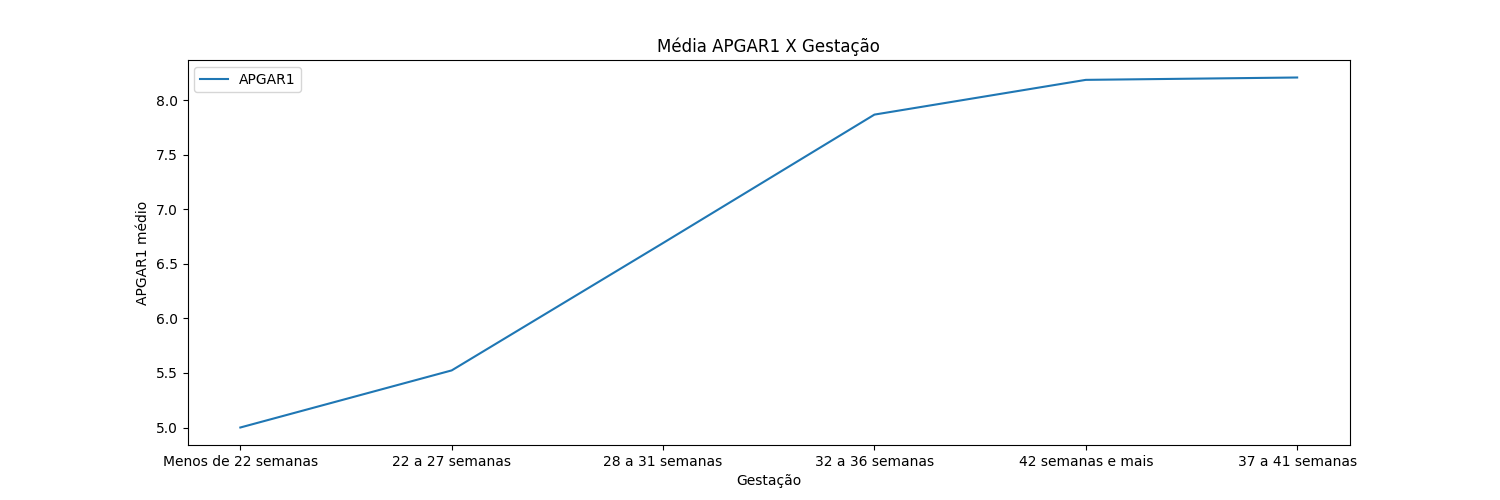 Média APGAR1 X Gestação
APGAR1
8.0
7.5
7.0
6.5
6.0
5.5
5.0
APGAR1 médio
Menos de 22 semanas
22 a 27 semanas
28 a 31 semanas
32 a 36 semanas
42 semanas e mais
37 a 41 semanas
Gestação